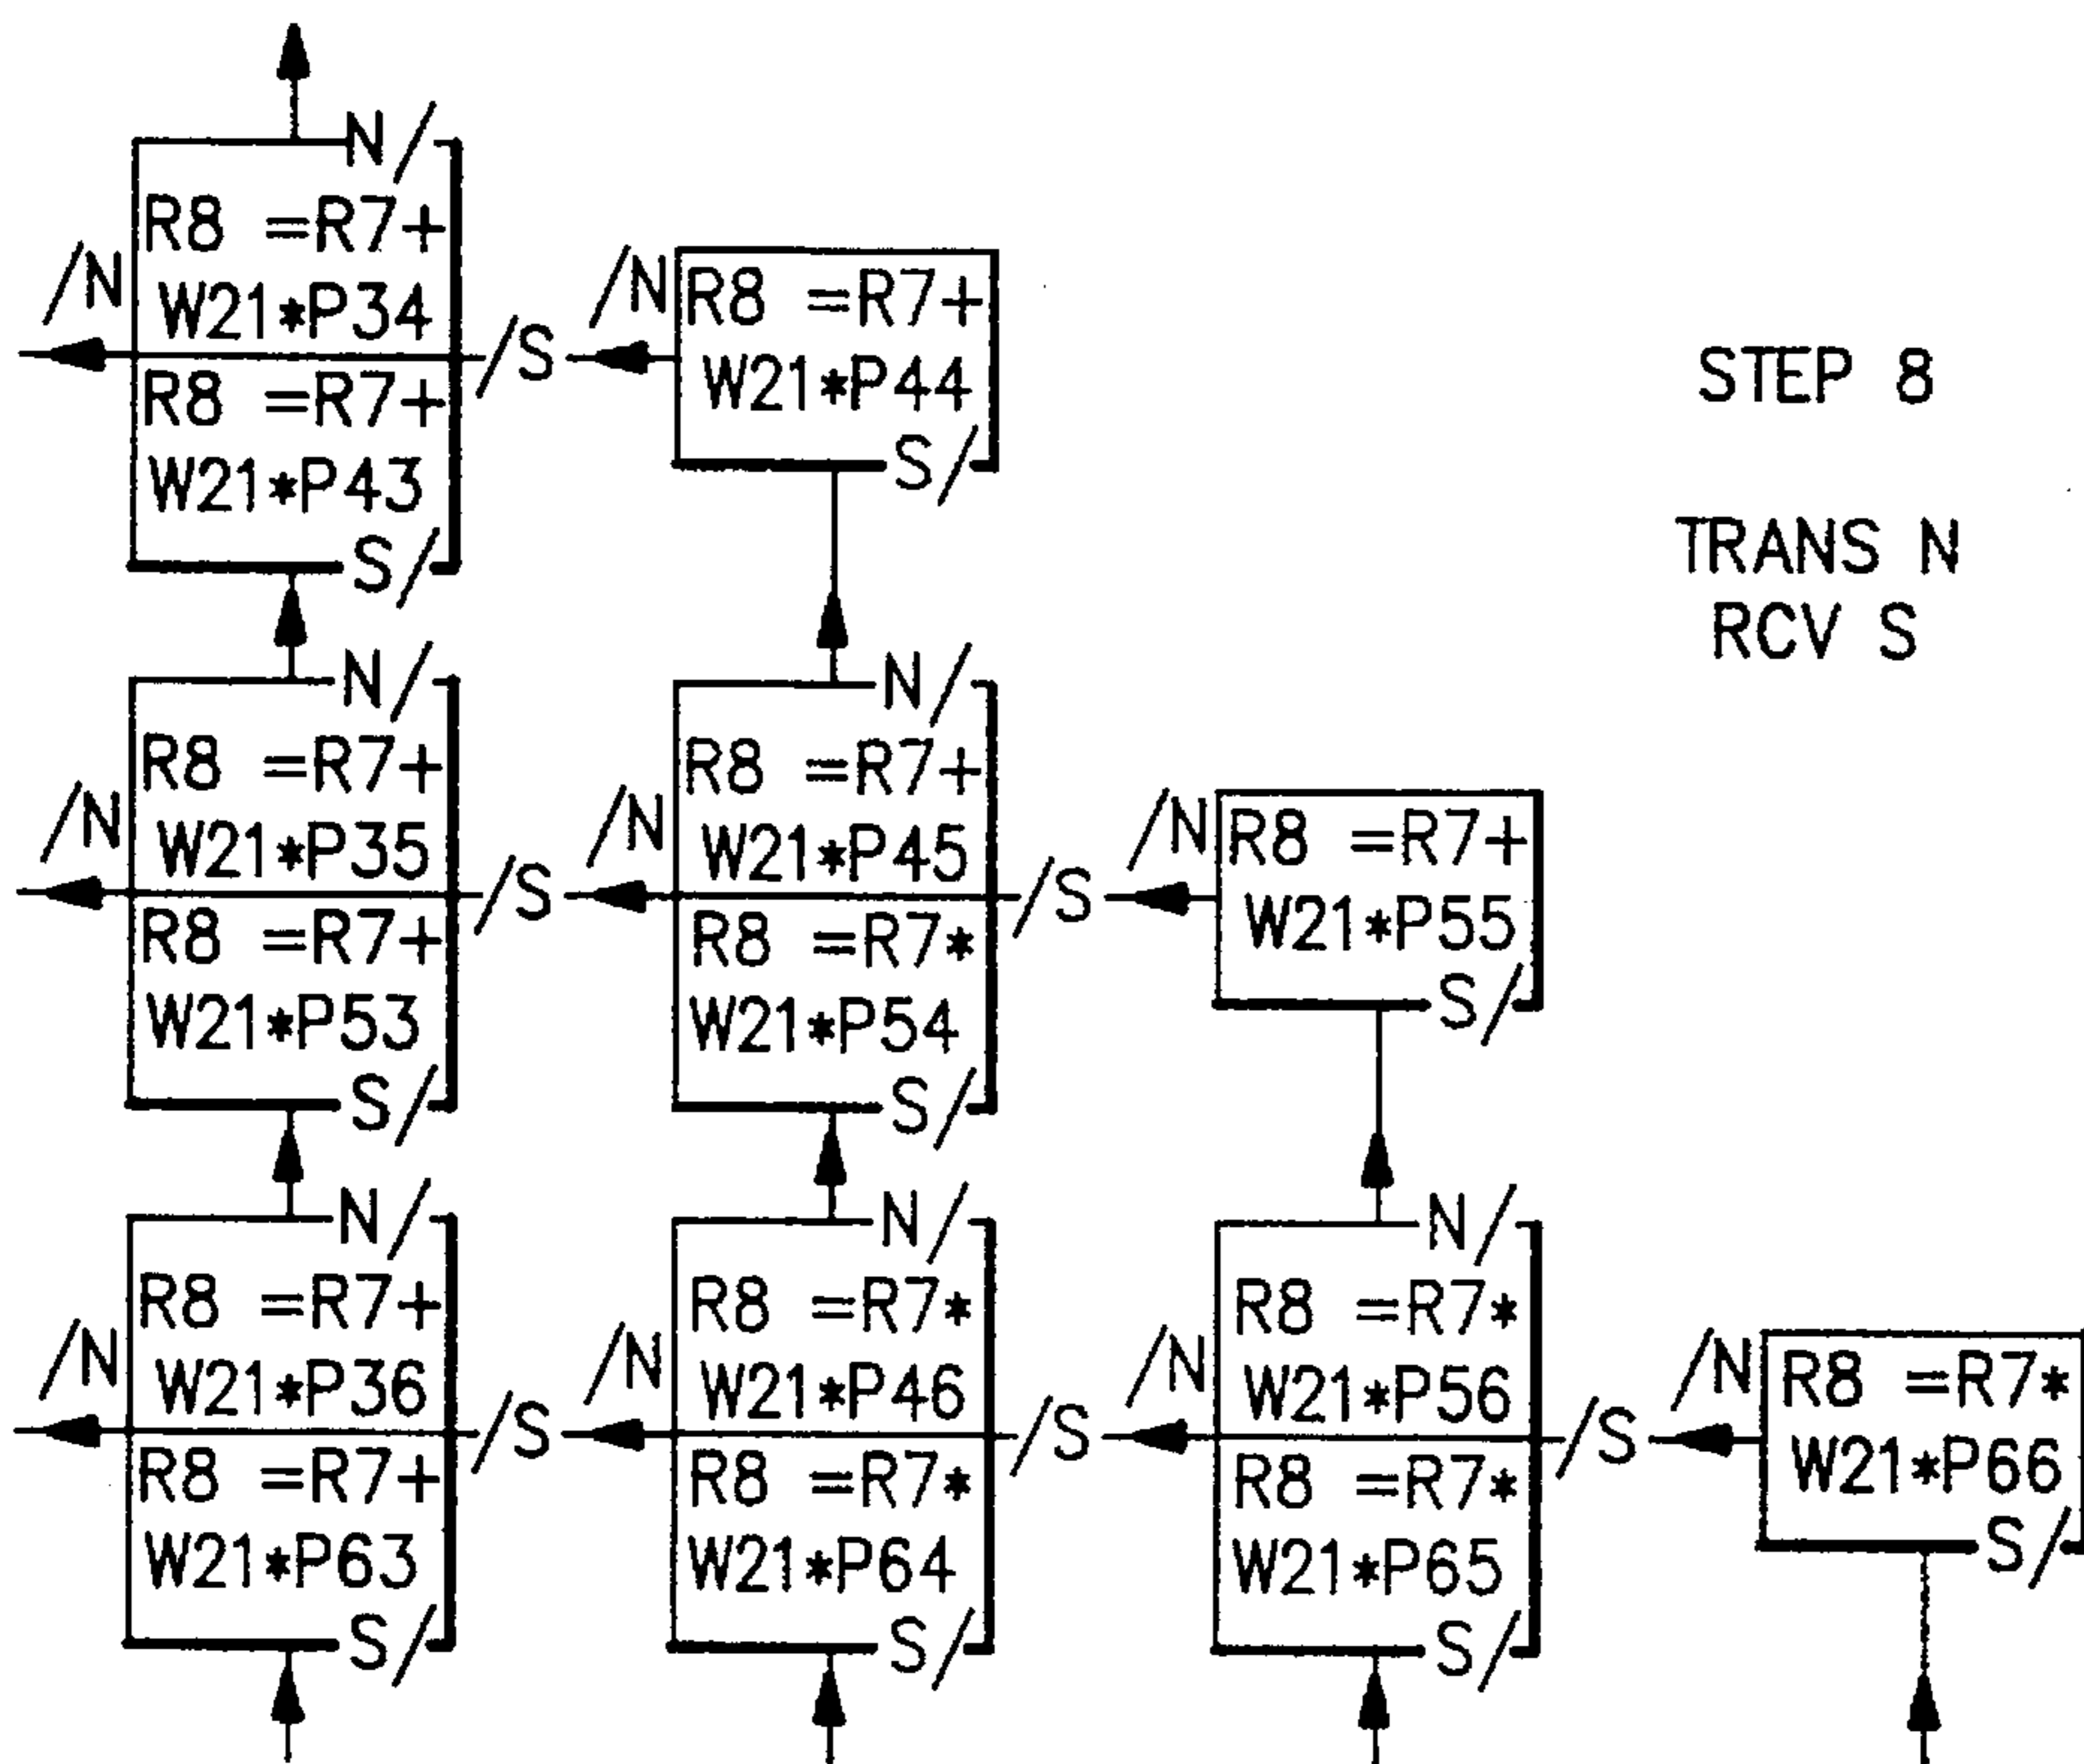 N/
R8 =R7+
/N
W21*P34
/S
R8 =R7+
W21*P43
S/
/N
R8 =R7+
W21*P44
S/
STEP 8
TRANS N
RCV S
N/
R8 =R7+
/N
W21*P35
/S
R8 =R7+
W21*P53
S/
N/
R8 =R7+
/N
W21*P45
/S
R8 =R7*
W21*P54
S/
/N
R8 =R7+
W21*P55
S/
N/
R8 =R7+
/N
W21*P36
/S
R8 =R7+
W21*P63
S/
N/
R8 =R7*
/N
W21*P46
/S
R8 =R7*
W21*P64
S/
N/
R8 =R7*
/N
W21*P56
/S
R8 =R7*
W21*P65
S/
/N
R8 =R7*
W21*P66
S/